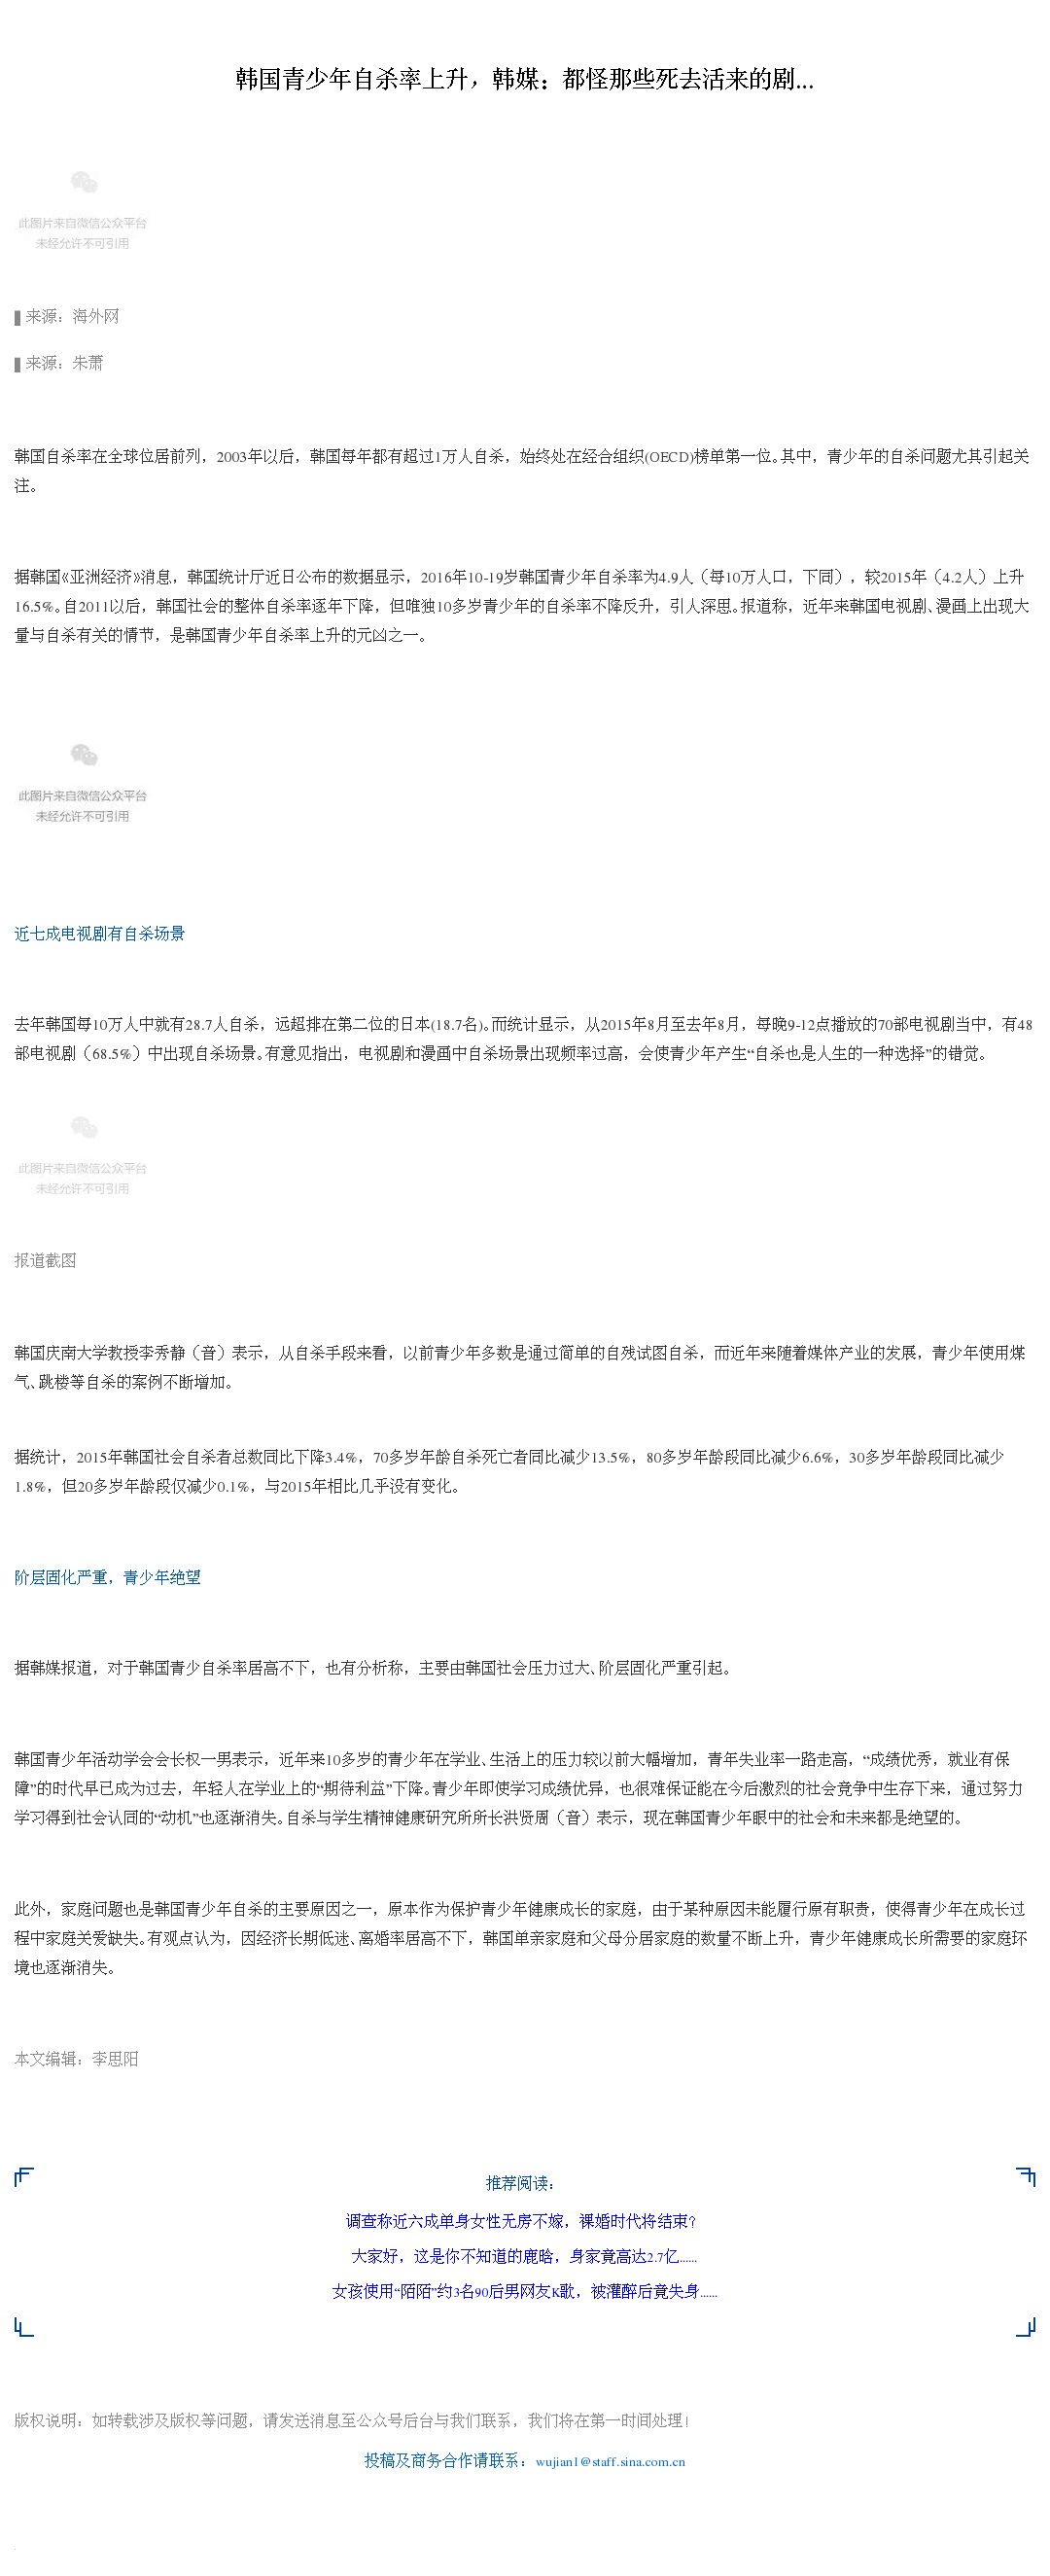 韩国青少年自杀率上升，韩媒：都怪那些死去活来的剧...
此图片来自微信公众平台
未经允许不可引用
▌来源：海外网
▌来源：朱萧
韩国自杀率在全球位居前列，2003年以后，韩国每年都有超过1万人自杀，始终处在经合组织(OECD)榜单第一位。其中，青少年的自杀问题尤其引起关
注。
据韩国《亚洲经济》消息，韩国统计厅近日公布的数据显示，2016年10-19岁韩国青少年自杀率为4.9人（每10万人口，下同），较2015年（4.2人）上升
16.5%。自2011以后，韩国社会的整体自杀率逐年下降，但唯独10多岁青少年的自杀率不降反升，引人深思。报道称，近年来韩国电视剧、漫画上出现大
量与自杀有关的情节，是韩国青少年自杀率上升的元凶之一。
此图片来自微信公众平台
未经允许不可引用
近七成电视剧有自杀场景
去年韩国每10万人中就有28.7人自杀，远超排在第二位的日本(18.7名)。而统计显示，从2015年8月至去年8月，每晚9-12点播放的70部电视剧当中，有48
部电视剧（68.5%）中出现自杀场景。有意见指出，电视剧和漫画中自杀场景出现频率过高，会使青少年产生“自杀也是人生的一种选择”的错觉。
此图片来自微信公众平台
未经允许不可引用
报道截图
韩国庆南大学教授李秀静（音）表示，从自杀手段来看，以前青少年多数是通过简单的自残试图自杀，而近年来随着媒体产业的发展，青少年使用煤
气、跳楼等自杀的案例不断增加。
据统计，2015年韩国社会自杀者总数同比下降3.4%，70多岁年龄自杀死亡者同比减少13.5%，80多岁年龄段同比减少6.6%，30多岁年龄段同比减少
1.8%，但20多岁年龄段仅减少0.1%，与2015年相比几乎没有变化。
阶层固化严重，青少年绝望
据韩媒报道，对于韩国青少自杀率居高不下，也有分析称，主要由韩国社会压力过大、阶层固化严重引起。
韩国青少年活动学会会长权一男表示，近年来10多岁的青少年在学业、生活上的压力较以前大幅增加，青年失业率一路走高，“成绩优秀，就业有保
障”的时代早已成为过去，年轻人在学业上的“期待利益”下降。青少年即使学习成绩优异，也很难保证能在今后激烈的社会竞争中生存下来，通过努力
学习得到社会认同的“动机”也逐渐消失。自杀与学生精神健康研究所所长洪贤周（音）表示，现在韩国青少年眼中的社会和未来都是绝望的。
此外，家庭问题也是韩国青少年自杀的主要原因之一，原本作为保护青少年健康成长的家庭，由于某种原因未能履行原有职责，使得青少年在成长过
程中家庭关爱缺失。有观点认为，因经济长期低迷、离婚率居高不下，韩国单亲家庭和父母分居家庭的数量不断上升，青少年健康成长所需要的家庭环
境也逐渐消失。
本文编辑：李思阳
推荐阅读：
调查称近六成单身女性无房不嫁，裸婚时代将结束？
大家好，这是你不知道的鹿晗，身家竟高达2.7亿......
女孩使用“陌陌”约3名90后男网友K歌，被灌醉后竟失身......
版权说明：如转载涉及版权等问题，请发送消息至公众号后台与我们联系，我们将在第一时间处理！
投稿及商务合作请联系：wujian1@staff.sina.com.cn